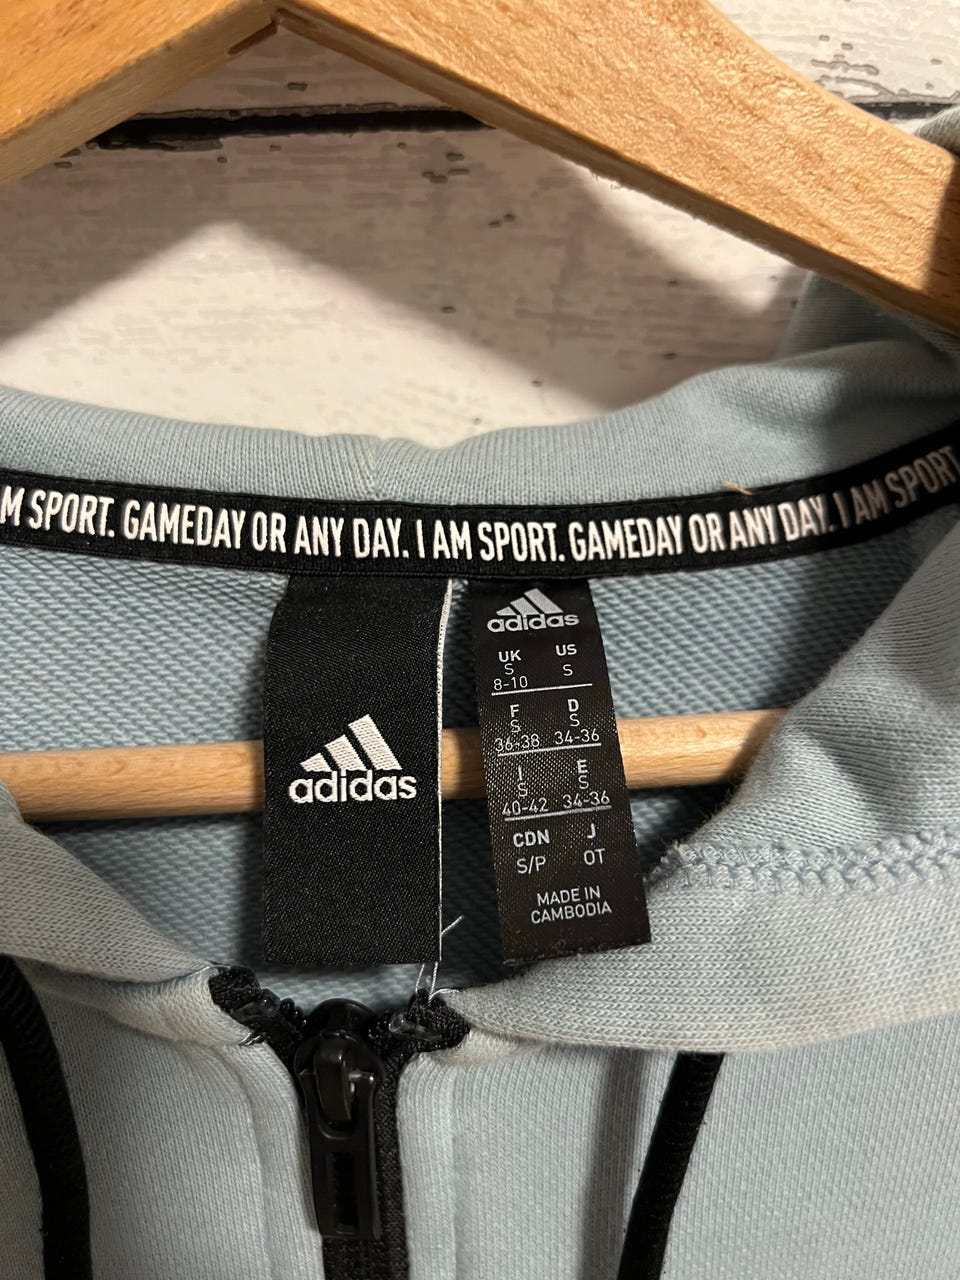 M SPORT. GAMEDAY OR ANY DAY. I AM SPORT. GAMEDAY OR ANY DAY. I AM SPORT
adidas
adidas
UK US
S S
8-10
F D
S S
36-38 34-36
I E
S S
40-42 34-36
CDN J
S/P OT
MADE IN
CAMBODIA